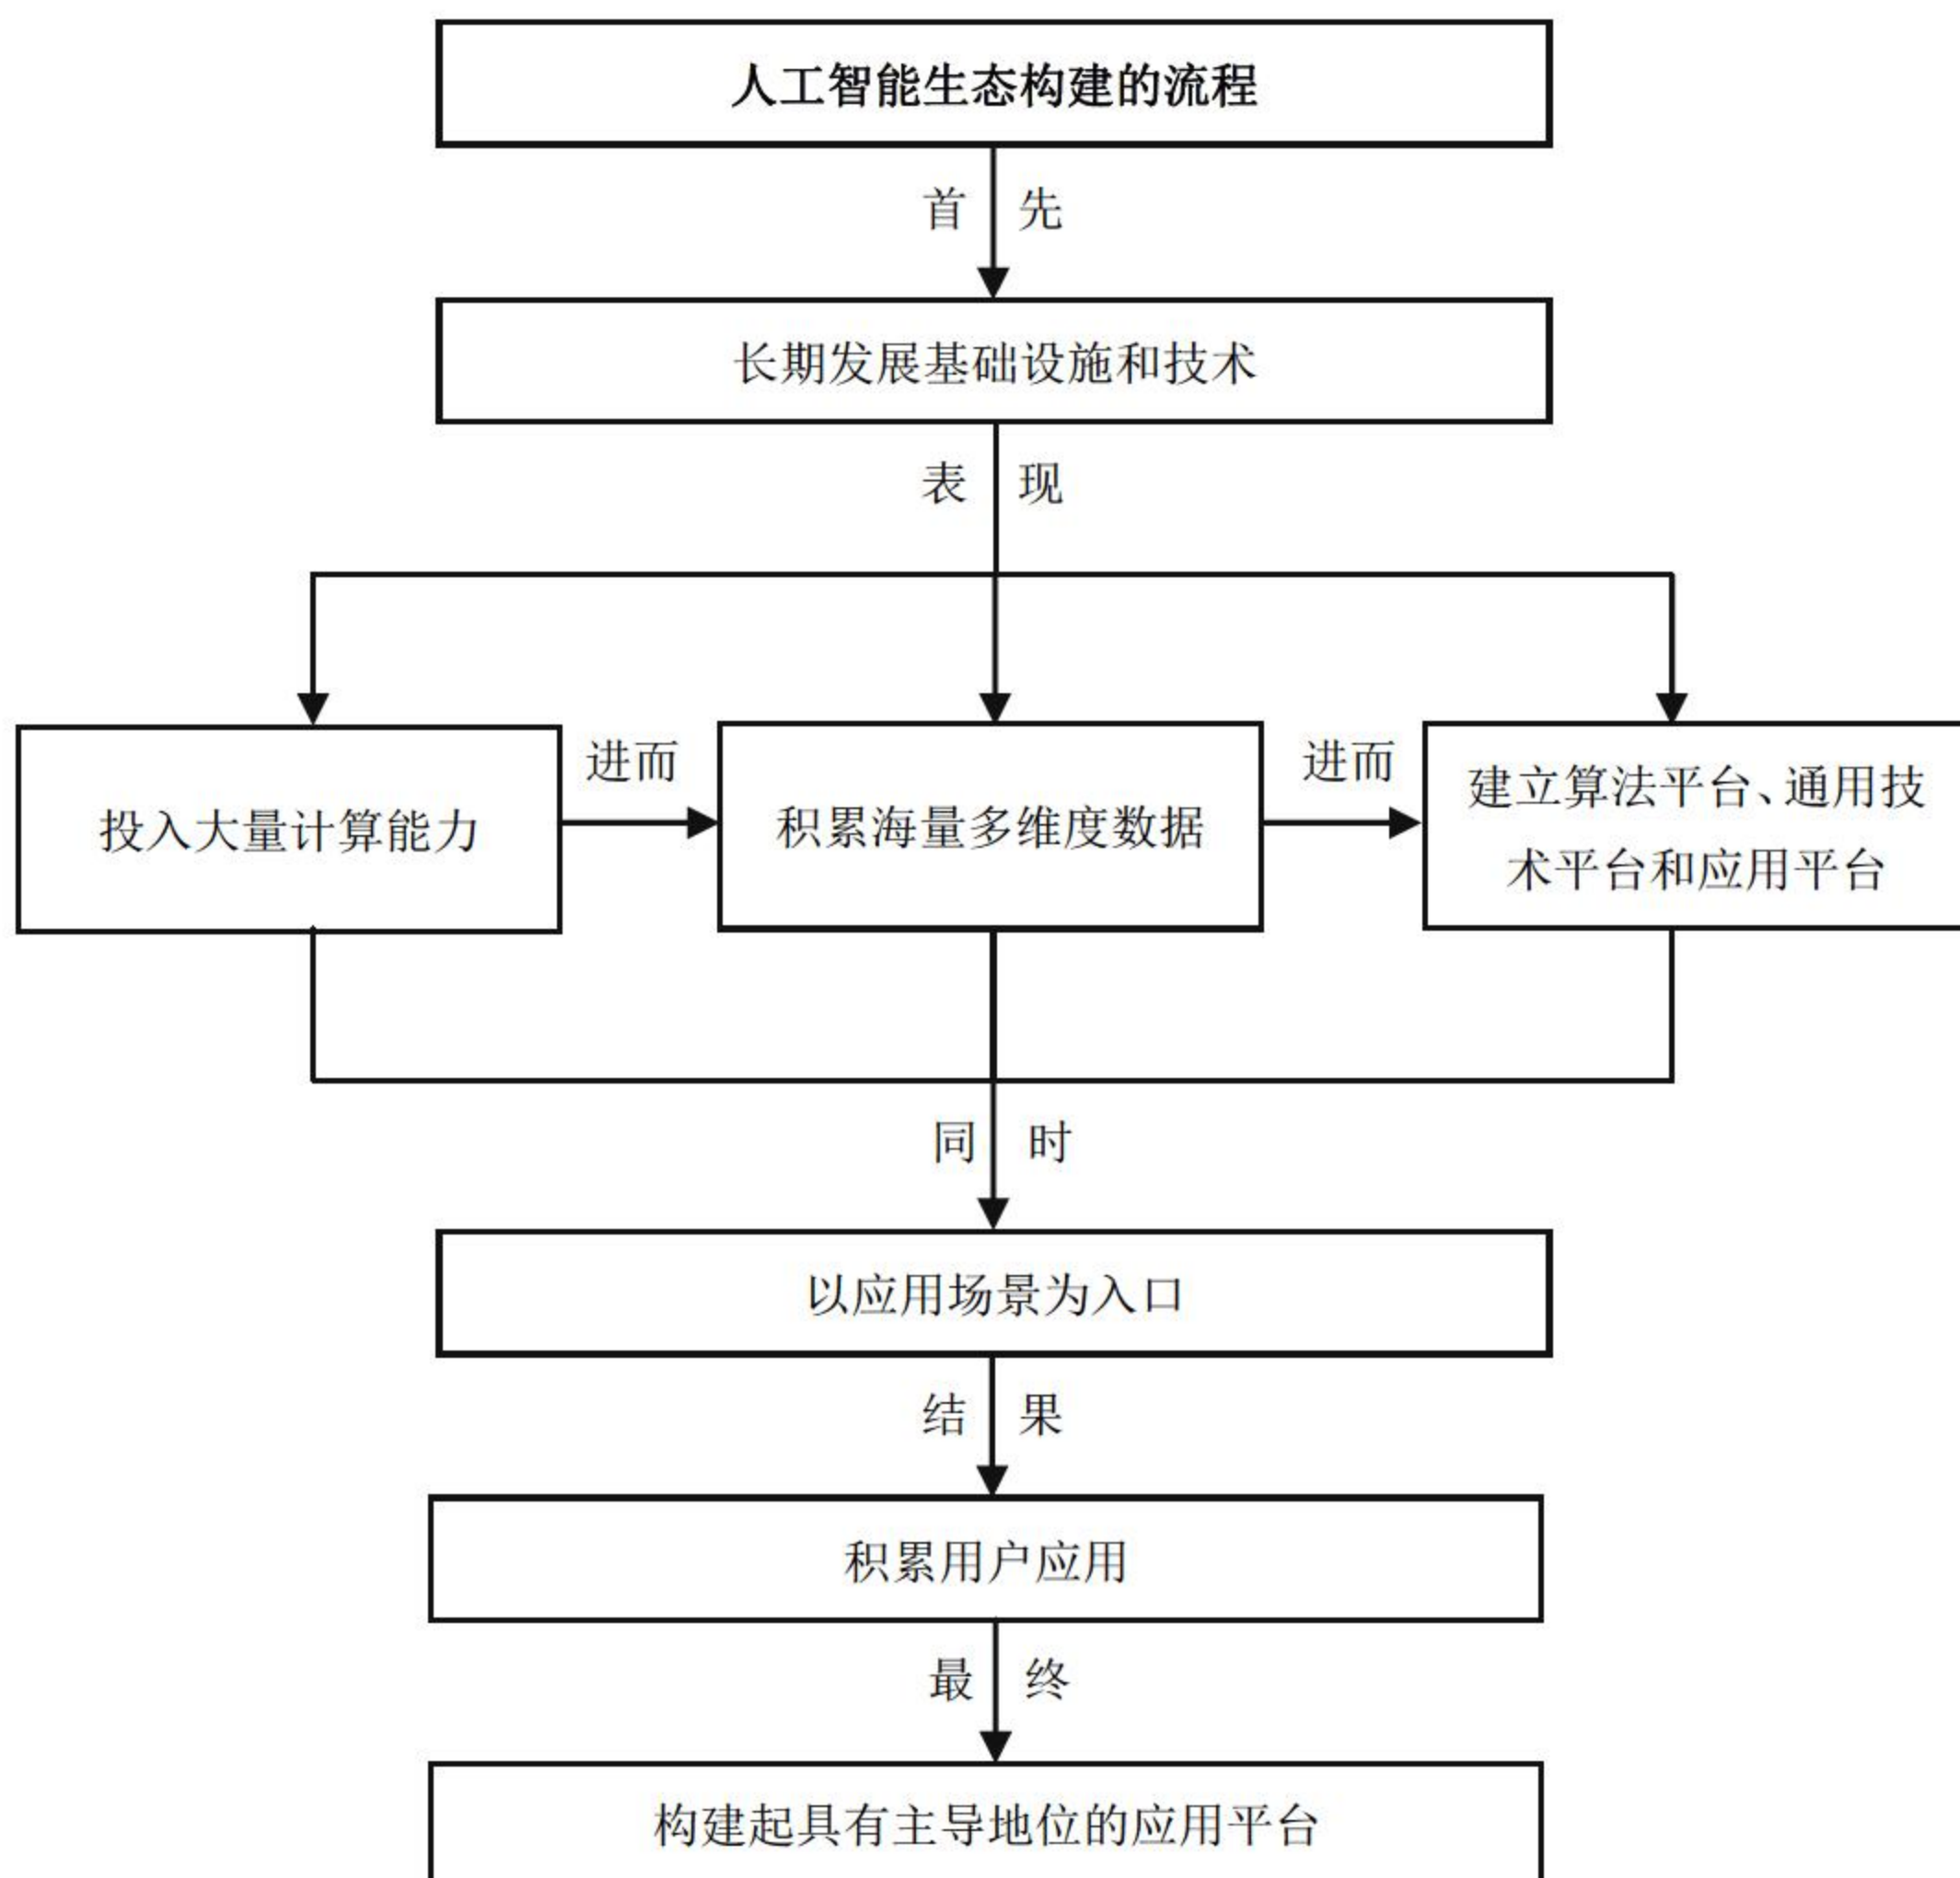 人工智能生态构建的流程
首先
长期发展基础设施和技术
表现
投入大量计算能力
进而
积累海量多维度数据
进而
建立算法平台、通用技
术平台和应用平台
同时
以应用场景为入口
结果
积累用户应用
最终
构建起具有主导地位的应用平台